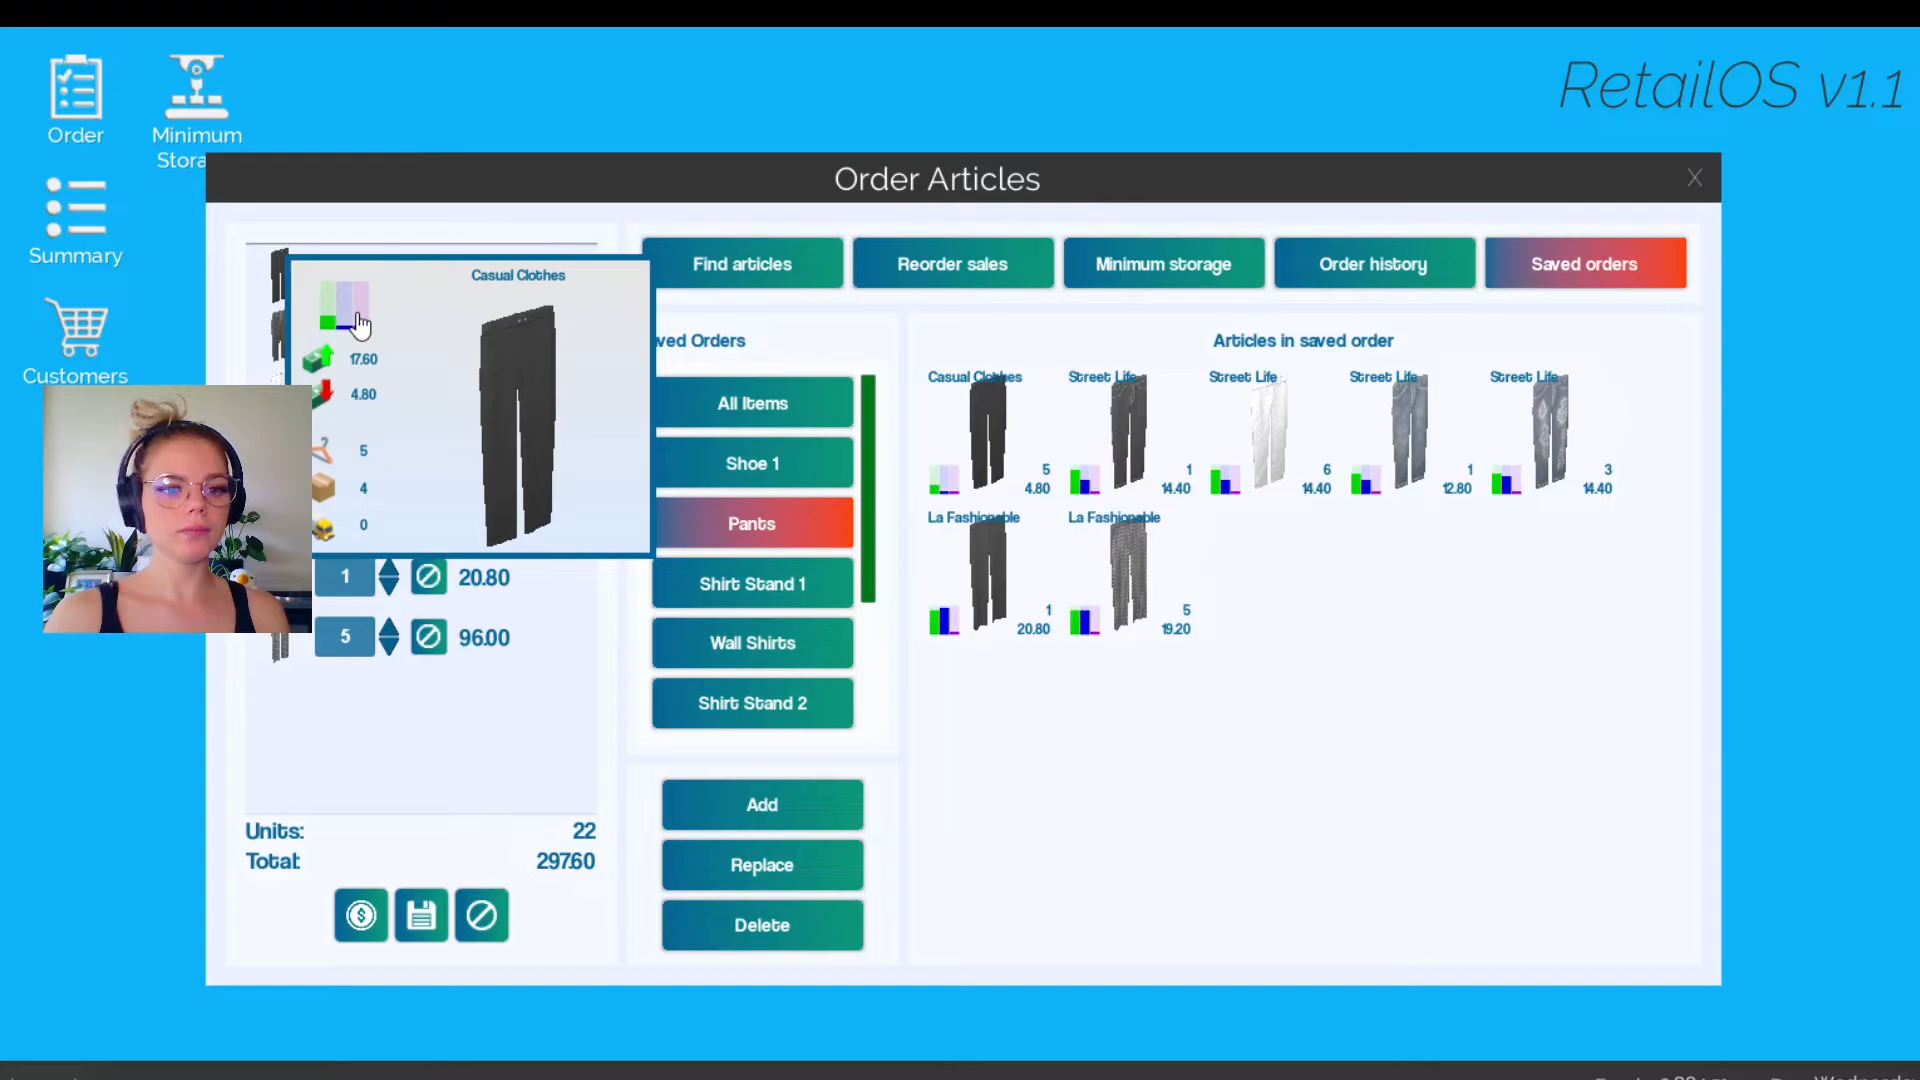 RetailOS v1.1
Order
Minimum
Stora
Summary
Customers
Order Articles
X
Find articles
Reorder sales
Minimum storage
Order history
Saved orders
Casual Clothes
17.60
4.80
5
4
0
1
20.80
5
96.00
Units:
22
Total:
297.60
ved Orders
All Items
Shoe 1
Pants
Shirt Stand 1
Wall Shirts
Shirt Stand 2
Add
Replace
Delete
Articles in saved order
Casual Clothes
5
4.80
Street Life
1
14.40
Street Life
6
14.40
Street Life
1
12.80
Street Life
3
14.40
La Fashionable
1
20.80
La Fashionable
5
19.20